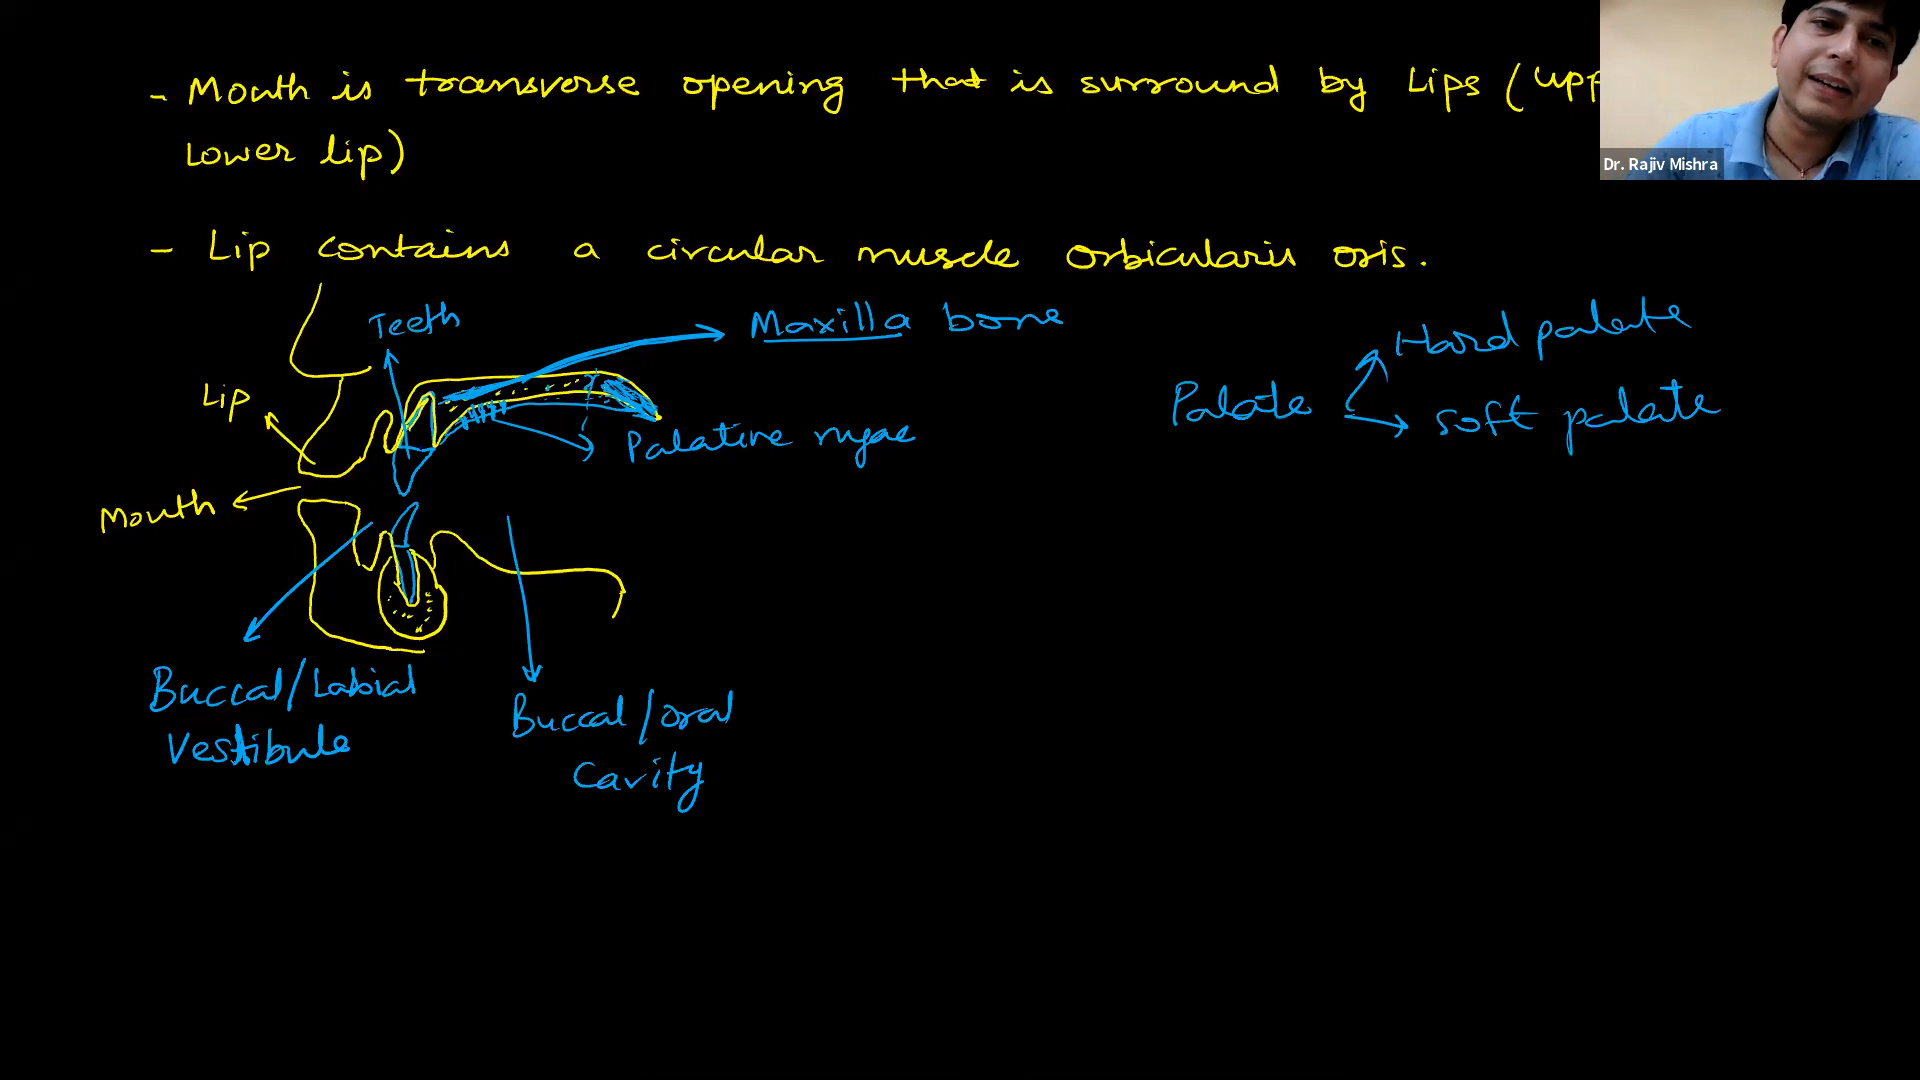 - Mouth is transverse opening that is surround by Lips (upp
Lower lip)
Dr. Rajiv Mishra
- Lip contains a circular muscle orbicularis oris.
Teeth
Maxilla bone
Hard palate
Lip
Palate
soft palate
Palatine rugae
Mouth
Buccal/Labial
Vestibule
Buccal/oral
Cavity